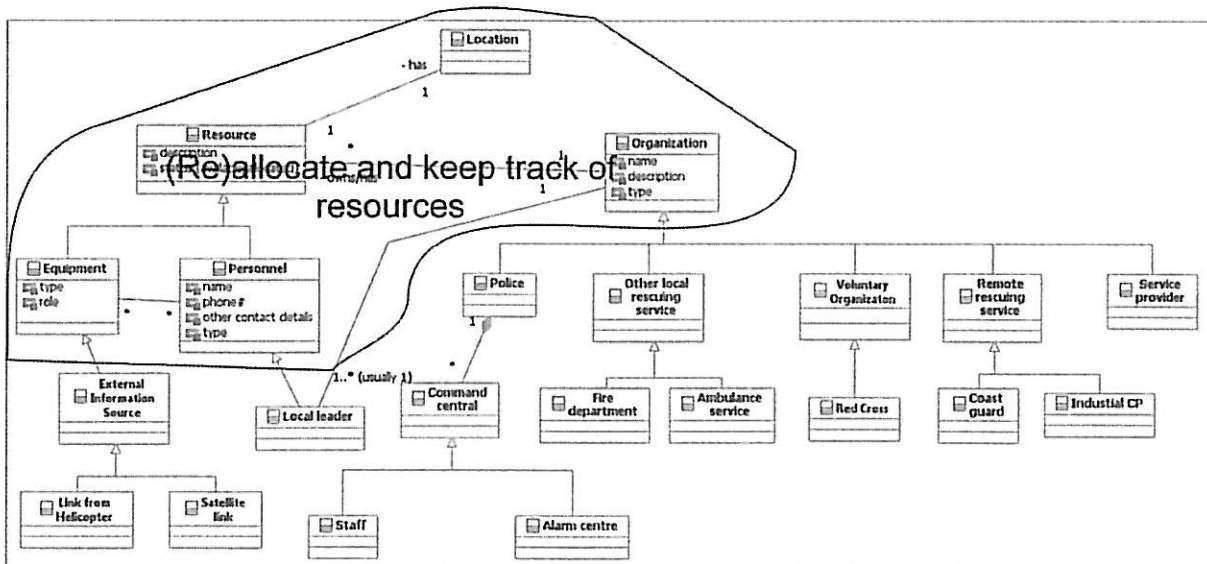 Location
- has
1
1
Resource
description
*
1
Organization
name
description
type
(Re)allocate and keep track of
resources
owns/has
1
Equipment
type
role
Personnel
name
phone#
other contact details
type
*
*
Police
Other local
rescuing
service
Voluntary
Organization
Remote
rescuing
service
Service
provider
1
*
1..* (usually 1)
External
Information
Source
Local leader
Command
central
Fire
department
Ambulance
service
Red Cross
Coast
guard
Industial CP
Link from
Helicopter
Satellite
link
Staff
Alarm centre